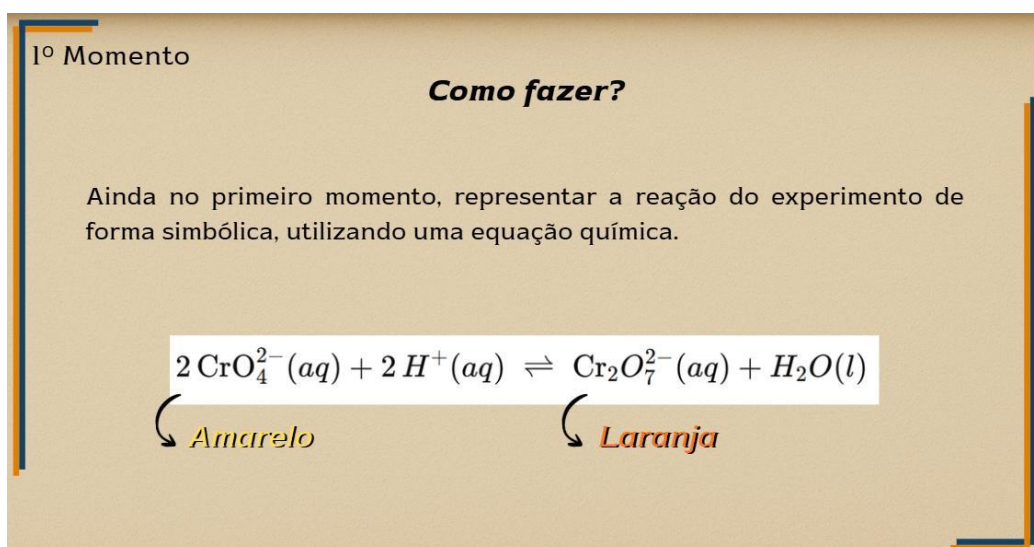 1º Momento
Como fazer?
Ainda no primeiro momento, representar a reação do experimento de
forma simbólica, utilizando uma equação química.
2 CrO₄²⁻(aq) + 2 H⁺(aq) ⇌ Cr₂O₇²⁻(aq) + H₂O(l)
Amarelo Laranja